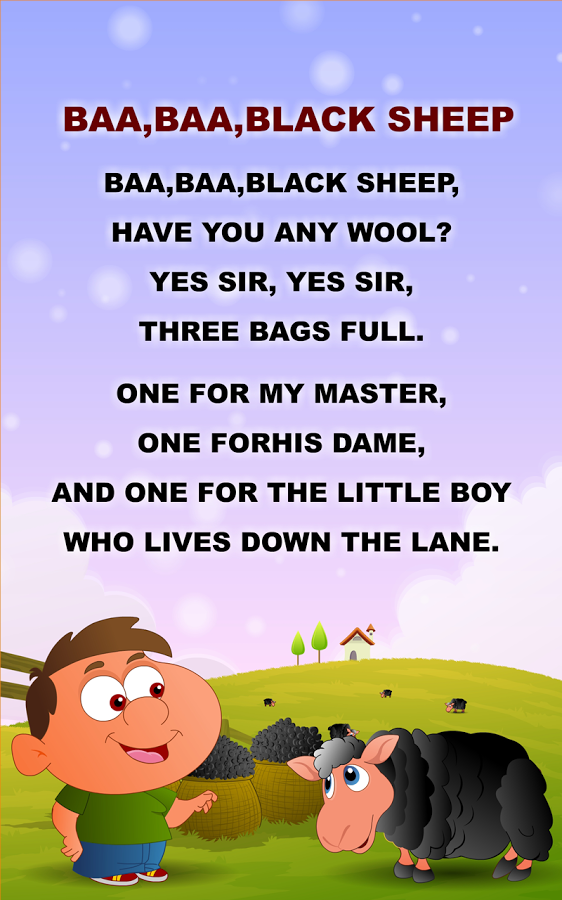 BAA,BAA,BLACK SHEEP
BAA,BAA,BLACK SHEEP,
HAVE YOU ANY WOOL?
YES SIR, YES SIR,
THREE BAGS FULL.
ONE FOR MY MASTER,
ONE FORHIS DAME,
AND ONE FOR THE LITTLE BOY
WHO LIVES DOWN THE LANE.